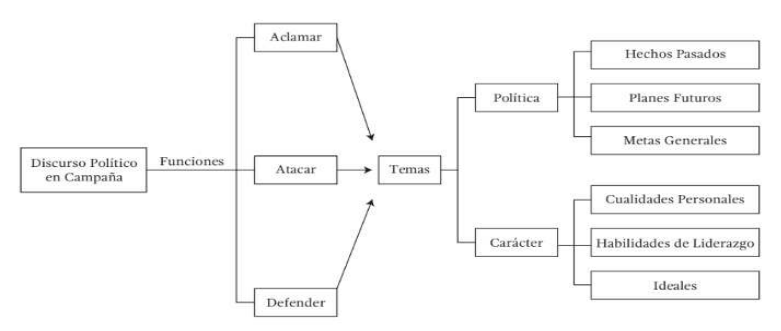 Discurso Político
en Campaña
Funciones
Aclamar
Atacar
Defender
Temas
Política
Carácter
Hechos Pasados
Planes Futuros
Metas Generales
Cualidades Personales
Habilidades de Liderazgo
Ideales